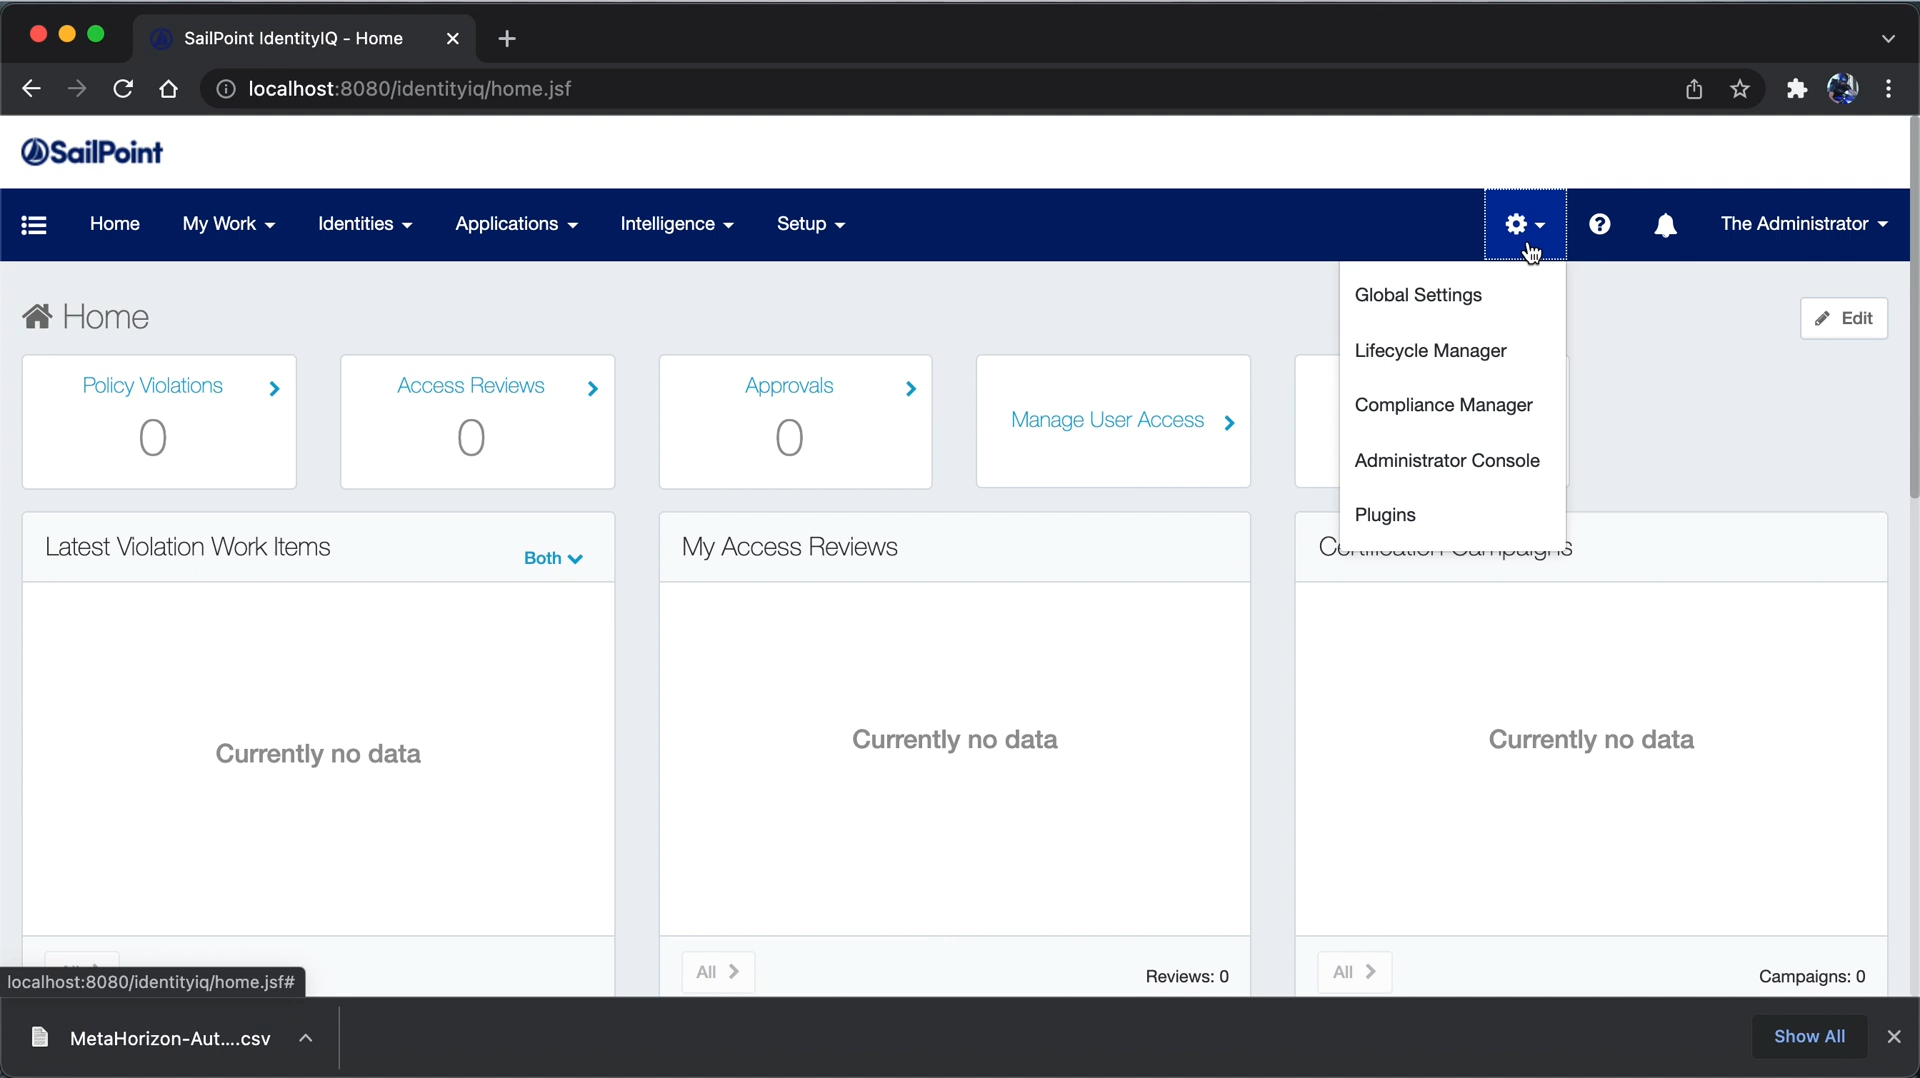 SailPoint IdentityIQ - Home
localhost:8080/identityiq/home.jsf
SailPoint
Home My Work Identities Applications Intelligence Setup The Administrator
Global Settings
Lifecycle Manager
Compliance Manager
Administrator Console
Plugins
Home
Edit
Policy Violations
0
Access Reviews
0
Approvals
0
Manage User Access
Latest Violation Work Items
Both
Currently no data
My Access Reviews
Currently no data
All
Reviews: 0
Certification Campaigns
Currently no data
All
Campaigns: 0
localhost:8080/identityiq/home.jsf#
MetaHorizon-Aut....csv
Show All